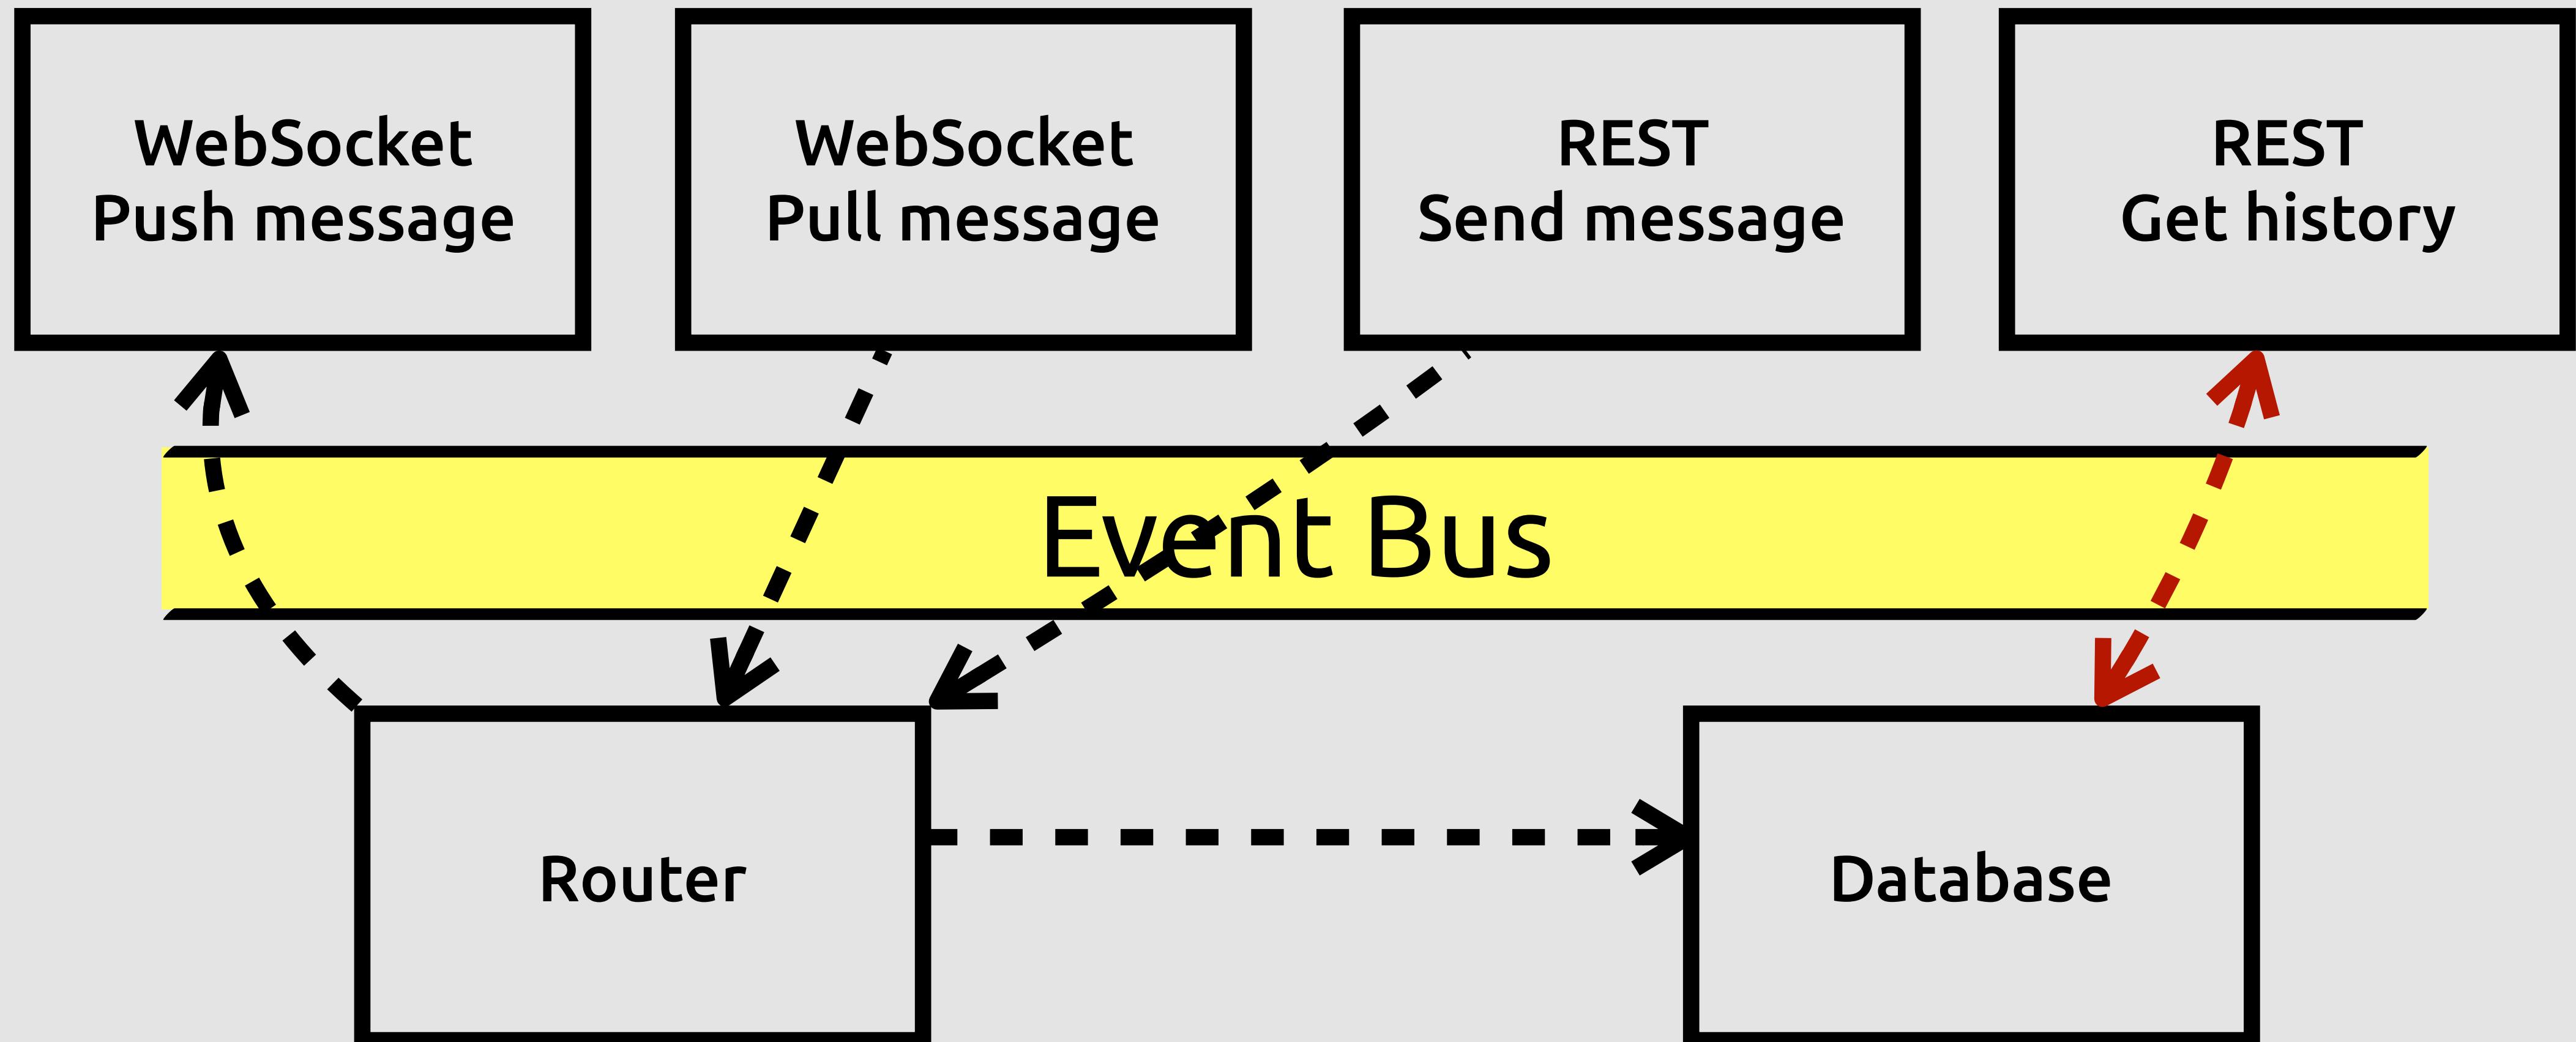 WebSocket
Push message
WebSocket
Pull message
REST
Send message
REST
Get history
Event Bus
Router
Database